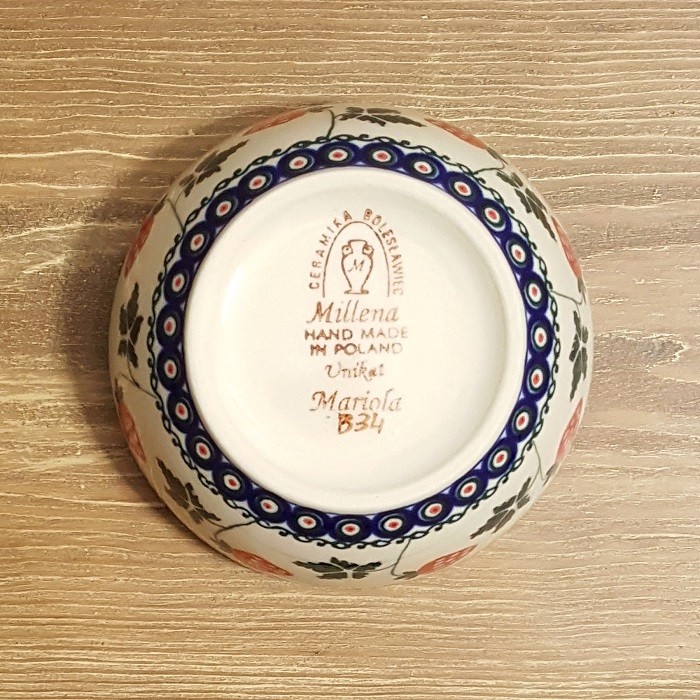 CERAMIKA BOLESŁAWIEC
M
Millena
HAND MADE
IN POLAND
Unikat
Mariola
B34